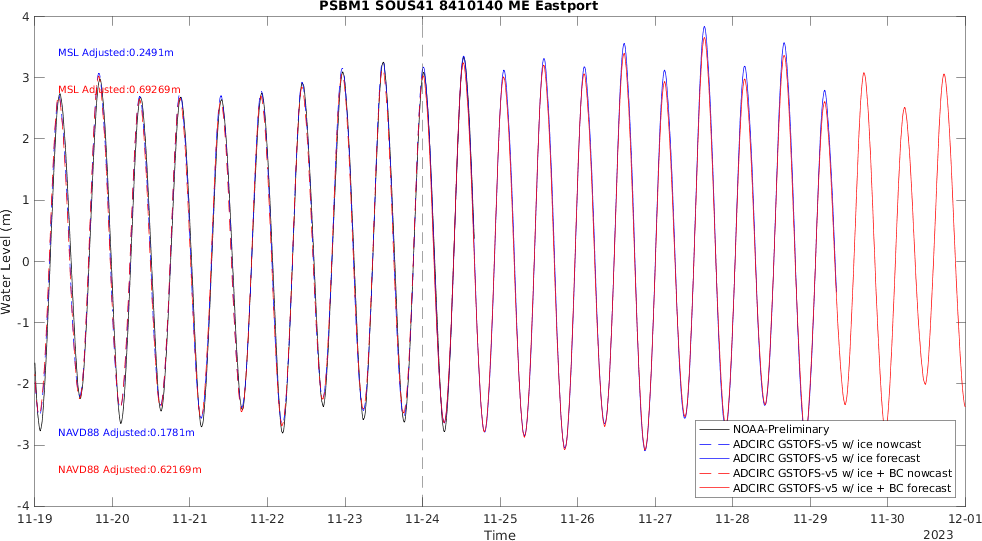 PSBM1 SOUS41 8410140 ME Eastport
4
3
2
1
0
-1
-2
-3
-4
Water Level (m)
MSL Adjusted:0.2491m
MSL Adjusted:0.69269m
NAVD88 Adjusted:0.1781m
NAVD88 Adjusted:0.62169m
NOAA-Preliminary
ADCIRC GSTOFS-v5 w/ ice nowcast
ADCIRC GSTOFS-v5 w/ ice forecast
ADCIRC GSTOFS-v5 w/ ice + BC nowcast
ADCIRC GSTOFS-v5 w/ ice + BC forecast
11-19 11-20 11-21 11-22 11-23 11-24 11-25 11-26 11-27 11-28 11-29 11-30 12-01
Time
2023